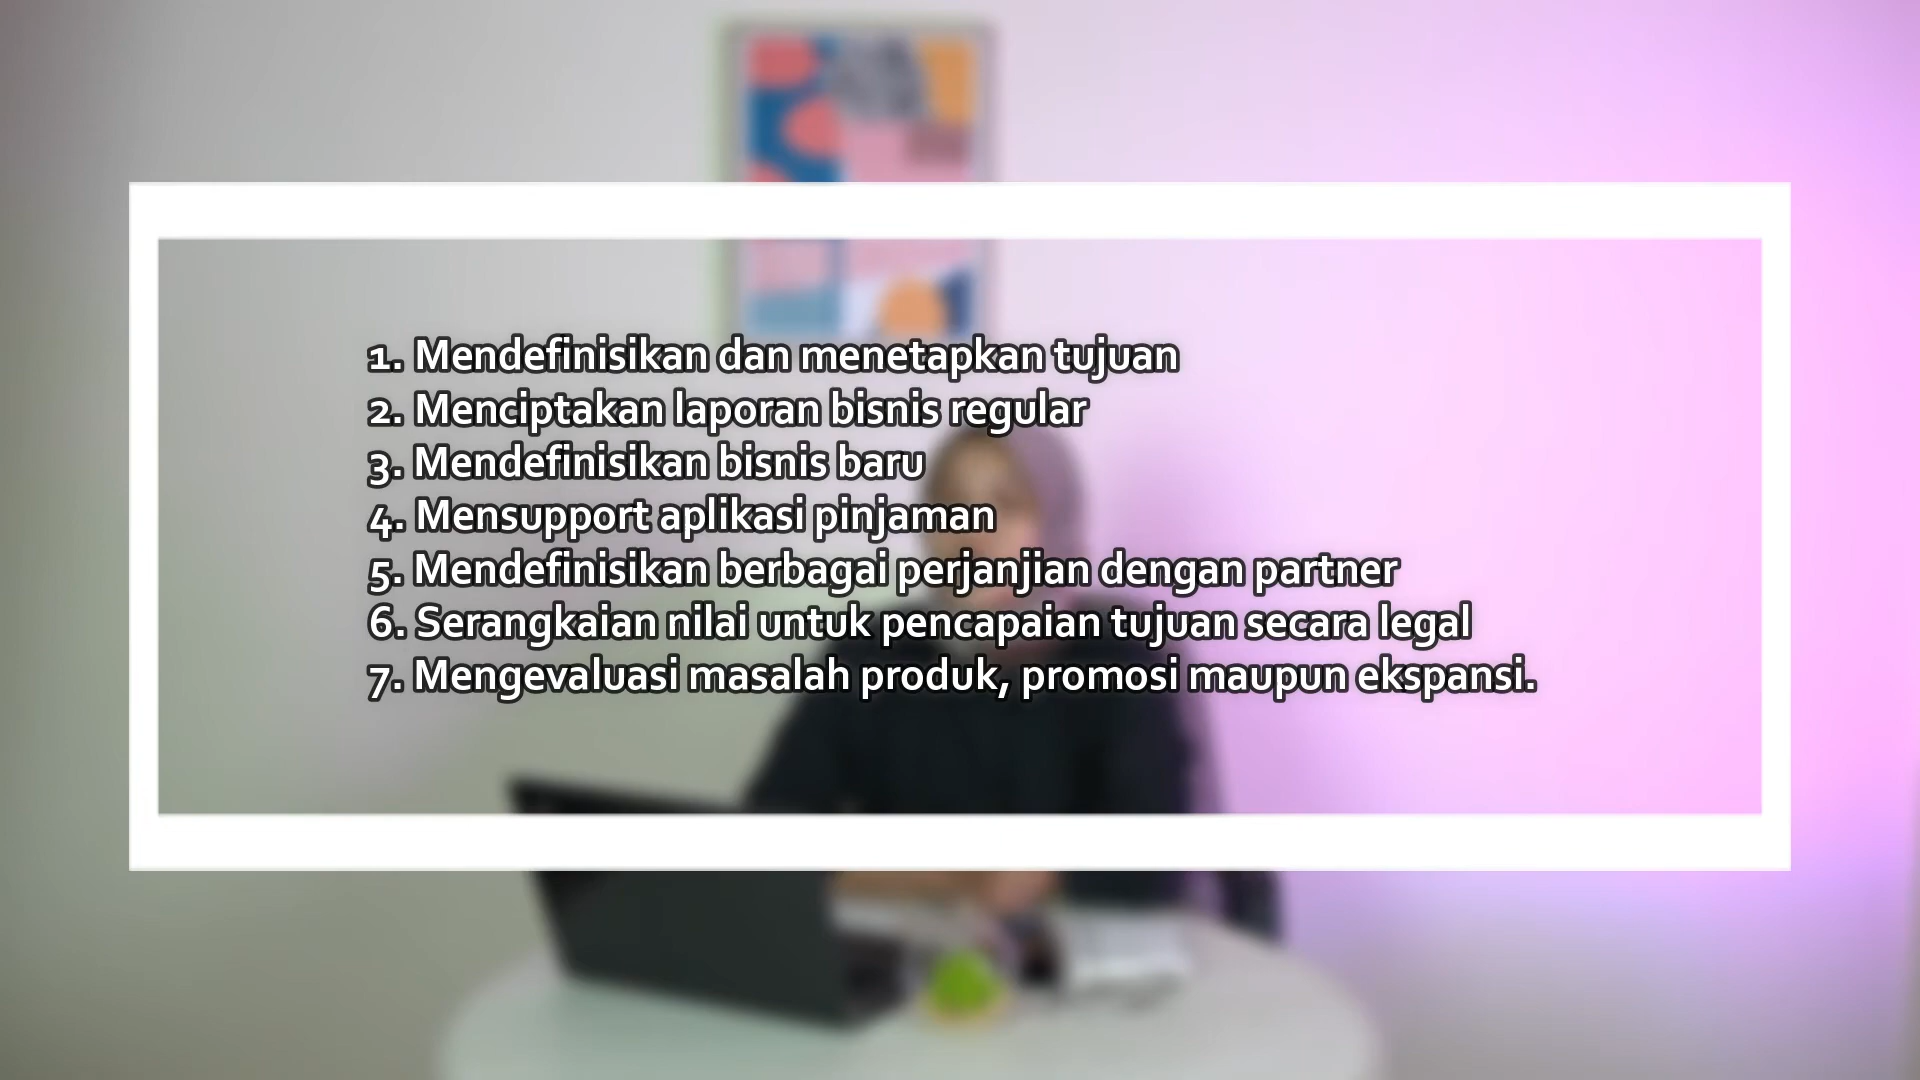 1. Mendefinisikan dan menetapkan tujuan
2. Menciptakan laporan bisnis regular
3. Mendefinisikan bisnis baru
4. Mensupport aplikasi pinjaman
5. Mendefinisikan berbagai perjanjian dengan partner
6. Serangkaian nilai untuk pencapaian tujuan secara legal
7. Mengevaluasi masalah produk, promosi maupun ekspansi.